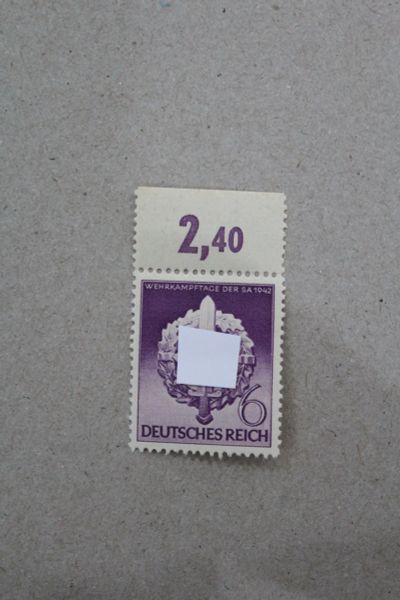 2,40
WEHRKAMPFTAGE DER SA 1942
6
DEUTSCHES REICH